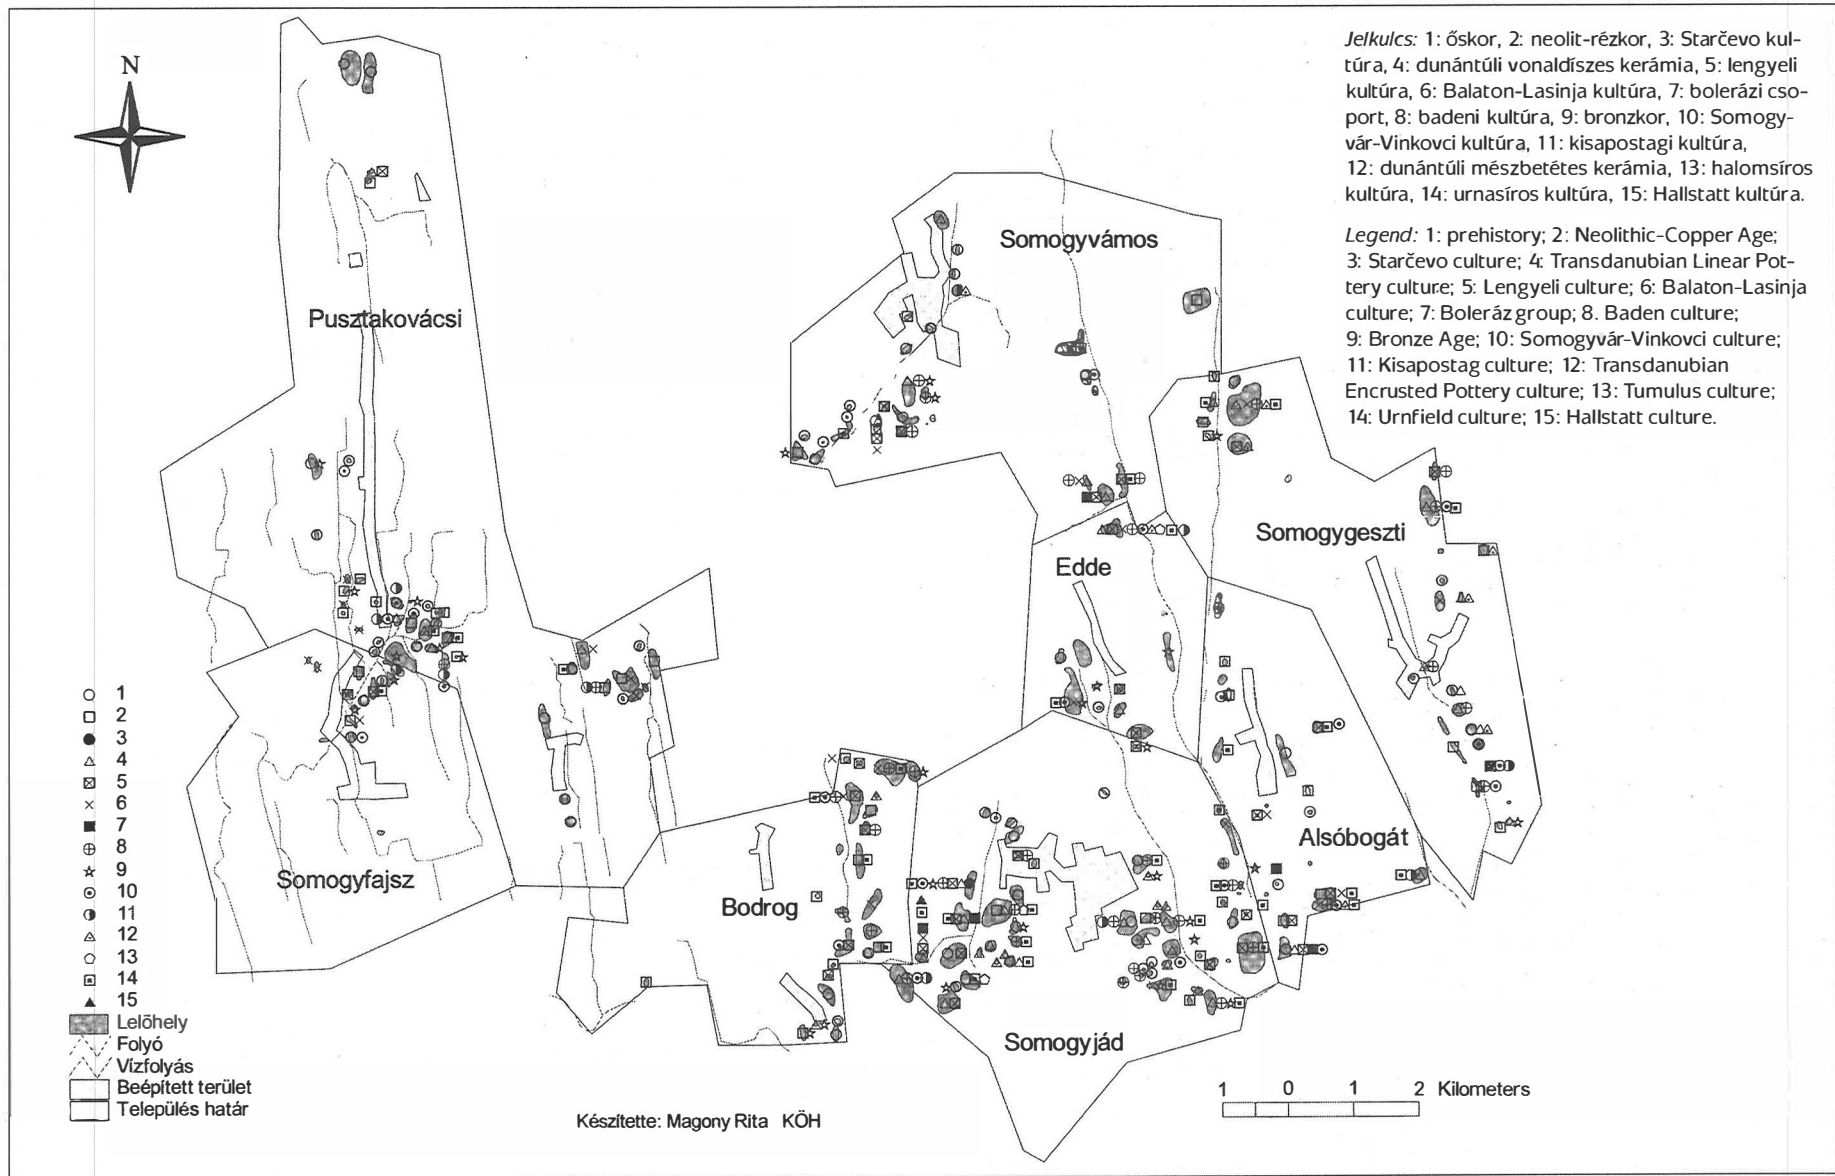 N
Jelkulcs: 1: őskor, 2: neolit-rézkor, 3: Starčevo kul-
túra, 4: dunántúli vonaldíszes kerámia, 5: lengyeli
kultúra, 6: Balaton-Lasinja kultúra, 7: bolerázi cso-
port, 8: badeni kultúra, 9: bronzkor, 10: Somogy-
vár-Vinkovci kultúra, 11: kisapostagi kultúra,
12: dunántúli mészbetétes kerámia, 13: halomsíros
kultúra, 14: urnasíros kultúra, 15: Hallstatt kultúra.
Legend: 1: prehistory; 2: Neolithic-Copper Age;
3: Starčevo culture; 4: Transdanubian Linear Pot-
tery culture; 5: Lengyeli culture; 6: Balaton-Lasinja
culture; 7: Boleráz group; 8. Baden culture;
9: Bronze Age; 10: Somogyvár-Vinkovci culture;
11: Kisapostag culture; 12: Transdanubian
Encrusted Pottery culture; 13: Tumulus culture;
14: Urnfield culture; 15: Hallstatt culture.
Somogyvámos
Pusztakovácsi
Somogygeszti
Edde
Alsóbogát
Somogyfajsz
Bodrog
Somogyjád
1
2
3
4
5
6
7
8
9
10
11
12
13
14
15
Lelõhely
Folyó
Vízfolyás
Beépített terület
Település határ
Készítette: Magony Rita KÖH
1 0 1 2 Kilometers